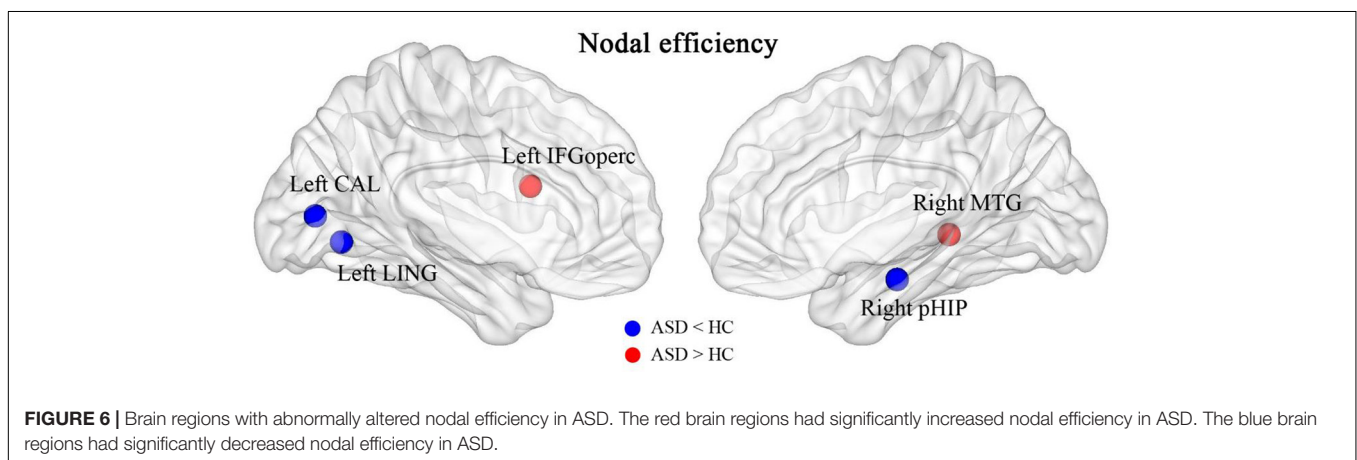 Nodal efficiency
Left IFGoperc
Left CAL
Left LING
Right MTG
Right pHIP
ASD < HC
ASD > HC
FIGURE 6 | Brain regions with abnormally altered nodal efficiency in ASD. The red brain regions had significantly increased nodal efficiency in ASD. The blue brain
regions had significantly decreased nodal efficiency in ASD.